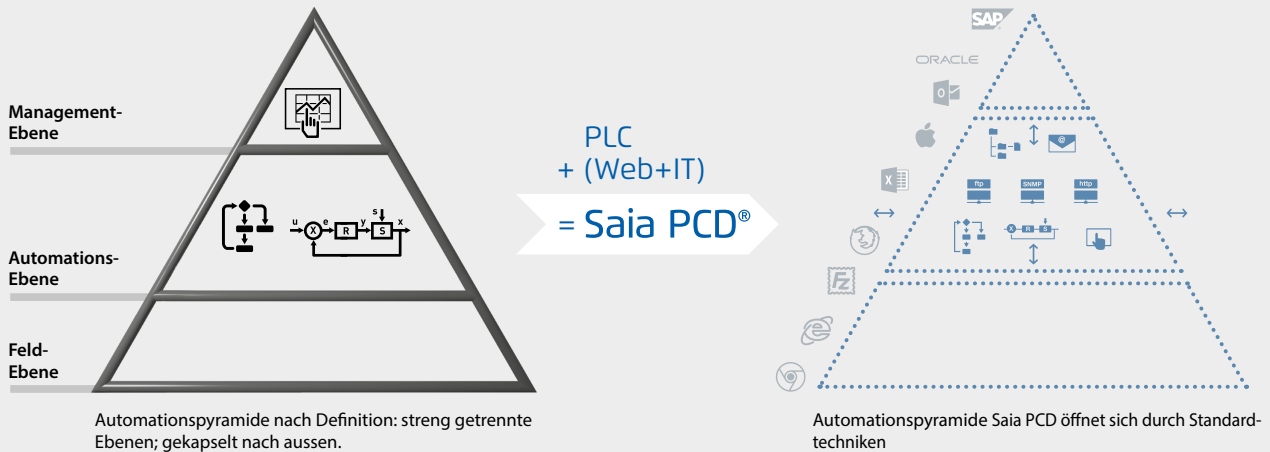 Management-
Ebene
Automations-
Ebene
Feld-
Ebene
u
X
e
R
y
s
S
x
Automationspyramide nach Definition: streng getrennte
Ebenen; gekapselt nach aussen.
PLC
+ (Web+IT)
= Saia PCD®
SAP
ORACLE
O
X
Fz
@
ftp
SNMP
http
X
R
S
Automationspyramide Saia PCD öffnet sich durch Standard-
techniken